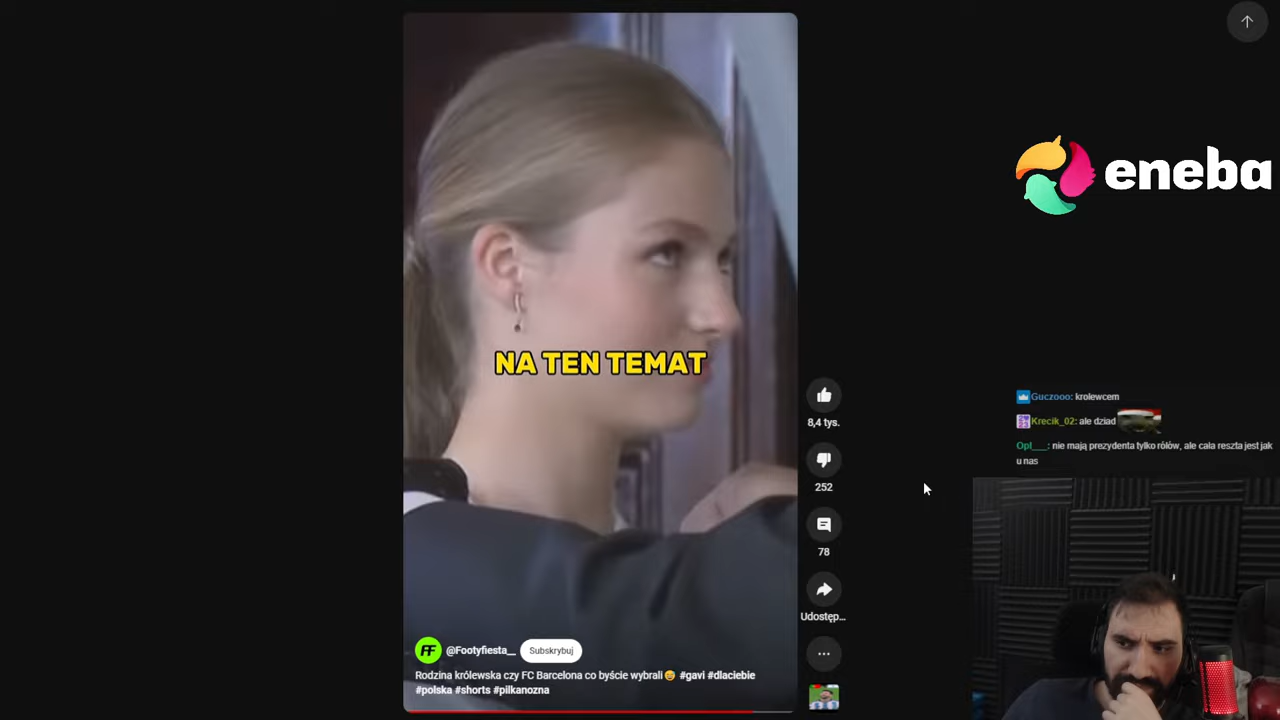 eneba
NA TEN TEMAT
8,4 tys.
252
78
Udostęp...
Guczooo: krolewcem
Krecik_02: ale dziad
Opl___: nie mają prezydenta tylko rólów, ale cała reszta jest jak
u nas
FF @Footyfiesta__ Subskrybuj
Rodzina królewska czy FC Barcelona co byście wybrali😅 #gavi #dlaciebie
#polska #shorts #pilkanozna